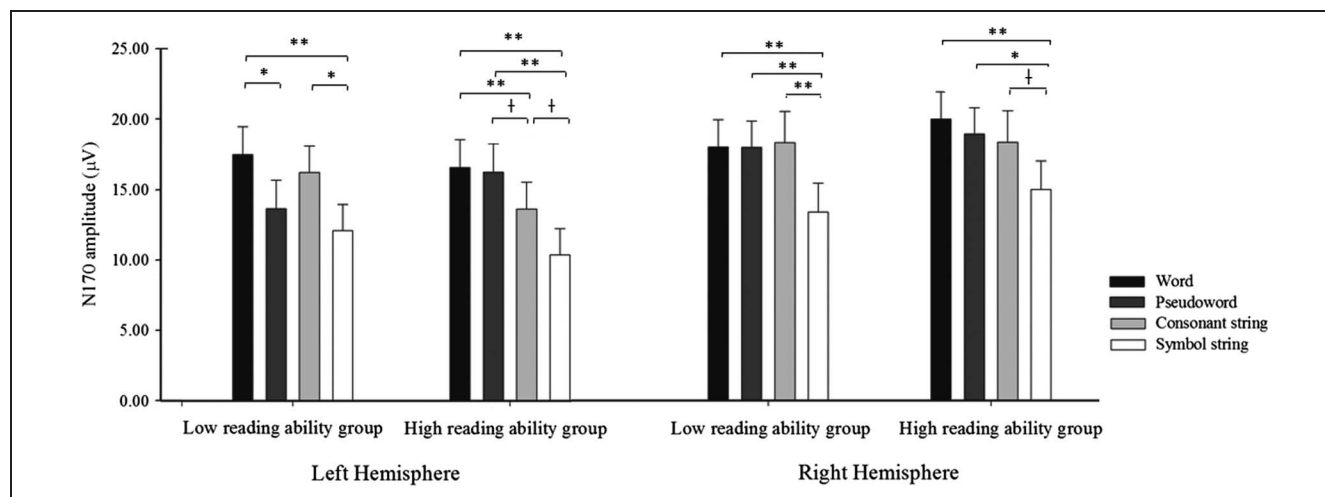 25.00
20.00
15.00
10.00
5.00
0.00
N170 amplitude (µV)
** * *
** ** ** ƚ ƚ
** ** **
** * ƚ
Word
Pseudoword
Consonant string
Symbol string
Low reading ability group High reading ability group Low reading ability group High reading ability group
Left Hemisphere Right Hemisphere